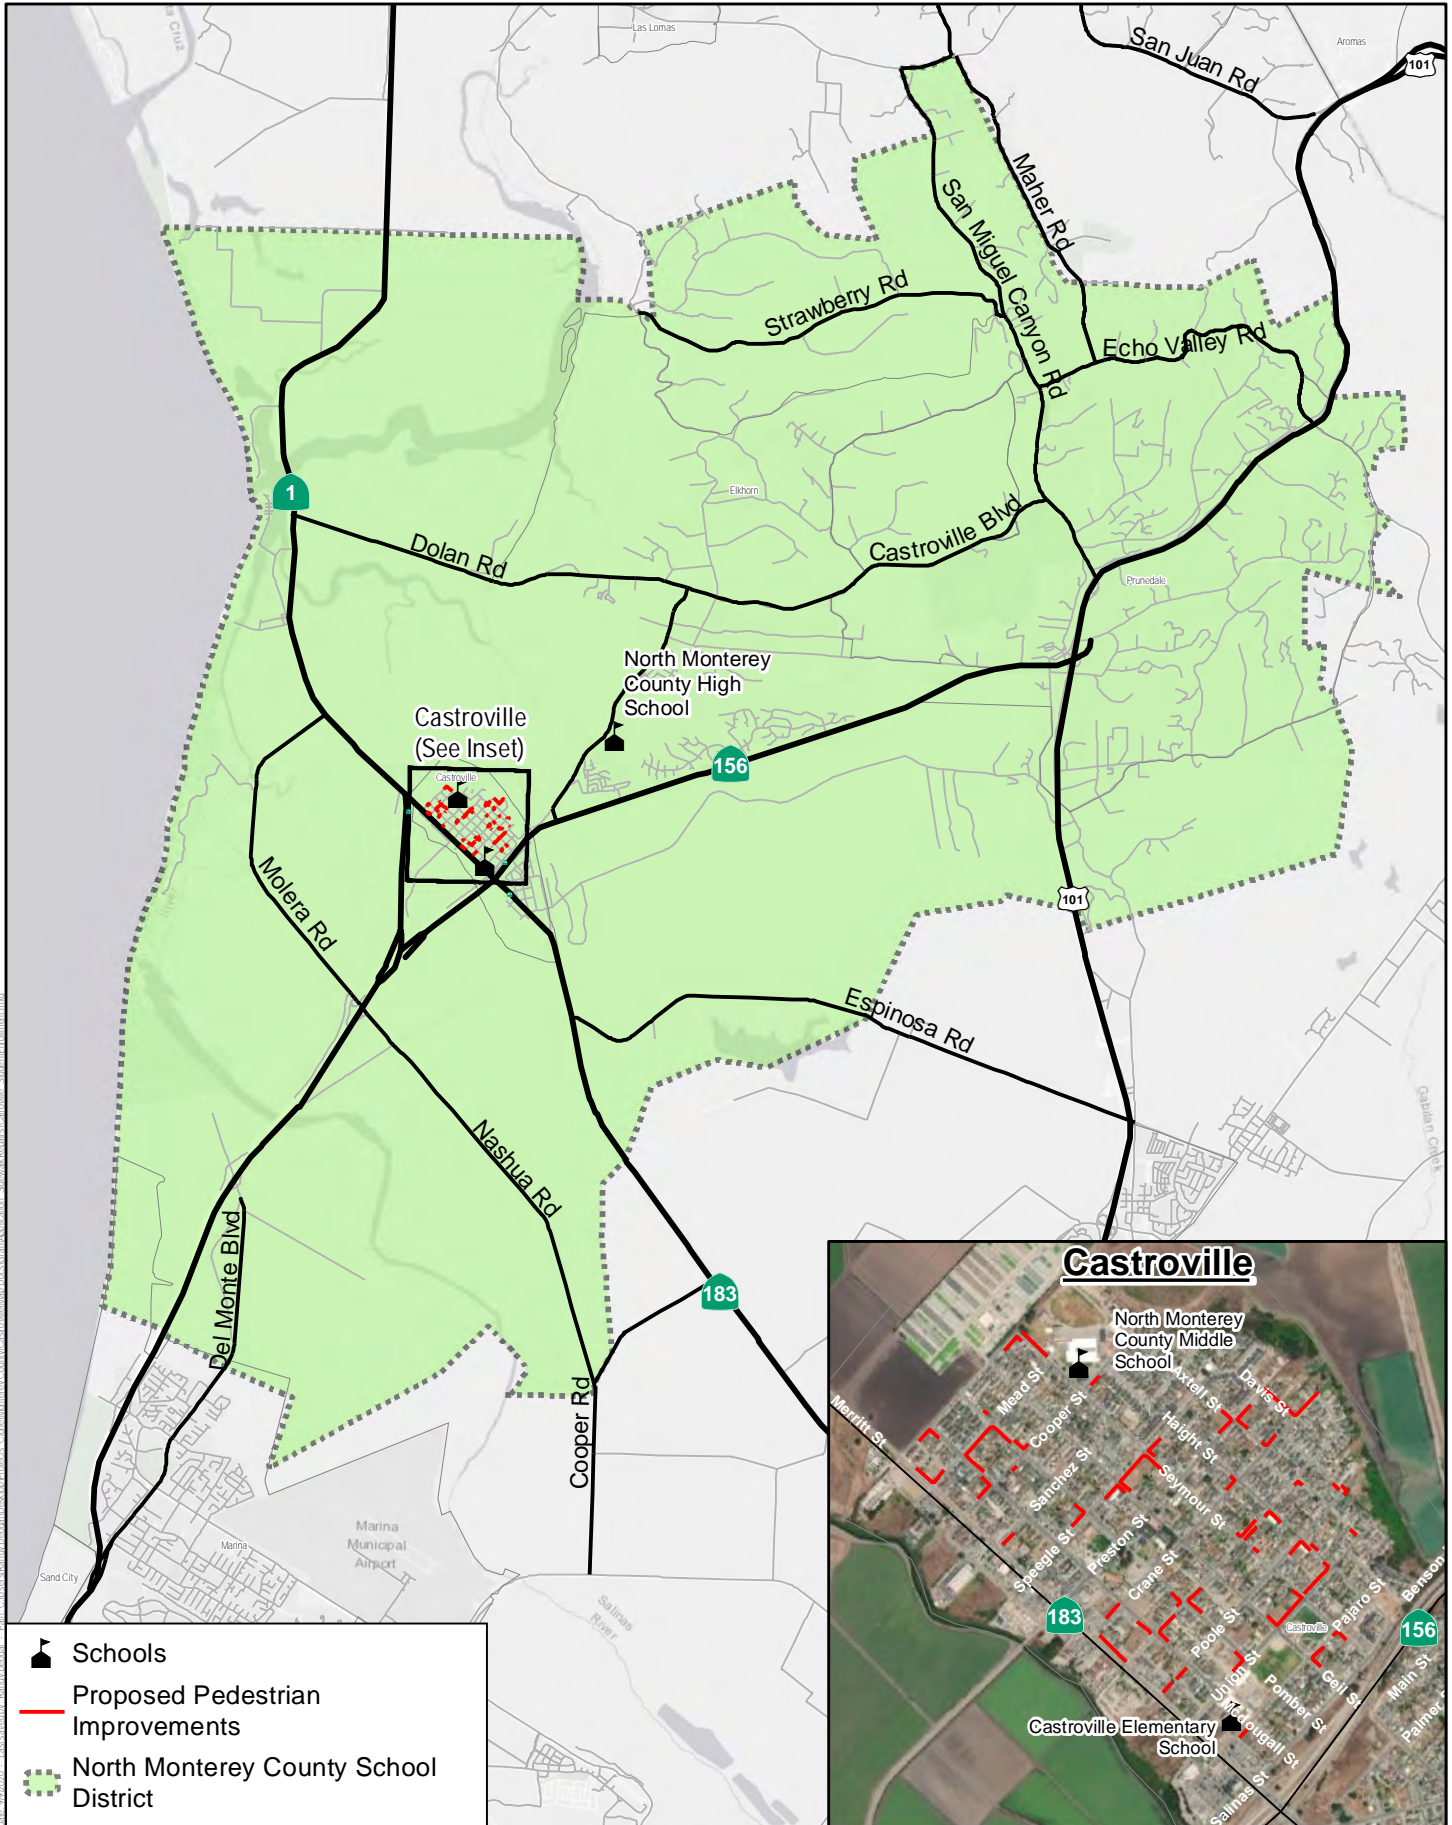 Las Lomas
San Juan Rd
Aromas
101
Maher Rd
San Miguel Canyon Rd
Strawberry Rd
Echo Valley Rd
1
Elkhorn
Castroville Blvd
Dolan Rd
Prunedale
North Monterey
County High
School
Castroville
(See Inset)
156
Castroville
Molera Rd
101
Espinosa Rd
Gabilan Creek
Nashua Rd
Del Monte Blvd
183
Cooper Rd
Marina
Municipal
Airport
Marina
Sand City
Salinas
River
Schools
Proposed Pedestrian
Improvements
North Monterey County School
District
Castroville
North Monterey
County Middle
School
Mead St
Axtell St
Davis St
Merritt St
Cooper St
Haight St
Sanchez St
Seymour St
Speegle St
Preston St
Crane St
183
Poole St
Castroville
Pajaro St
Benson
156
Union St
Pomber St
Geil St
Main St
Palmer
McDougall St
Castroville Elementary
School
Salinas St